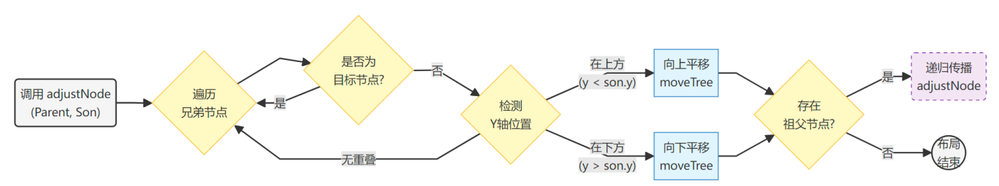 调用 adjustNode
(Parent, Son)
遍历
兄弟节点
是否为
目标节点?
是
否
无重叠
检测
Y轴位置
在上方
(y < son.y)
在下方
(y > son.y)
向上平移
moveTree
向下平移
moveTree
存在
祖父节点?
是
否
递归传播
adjustNode
布局
结束